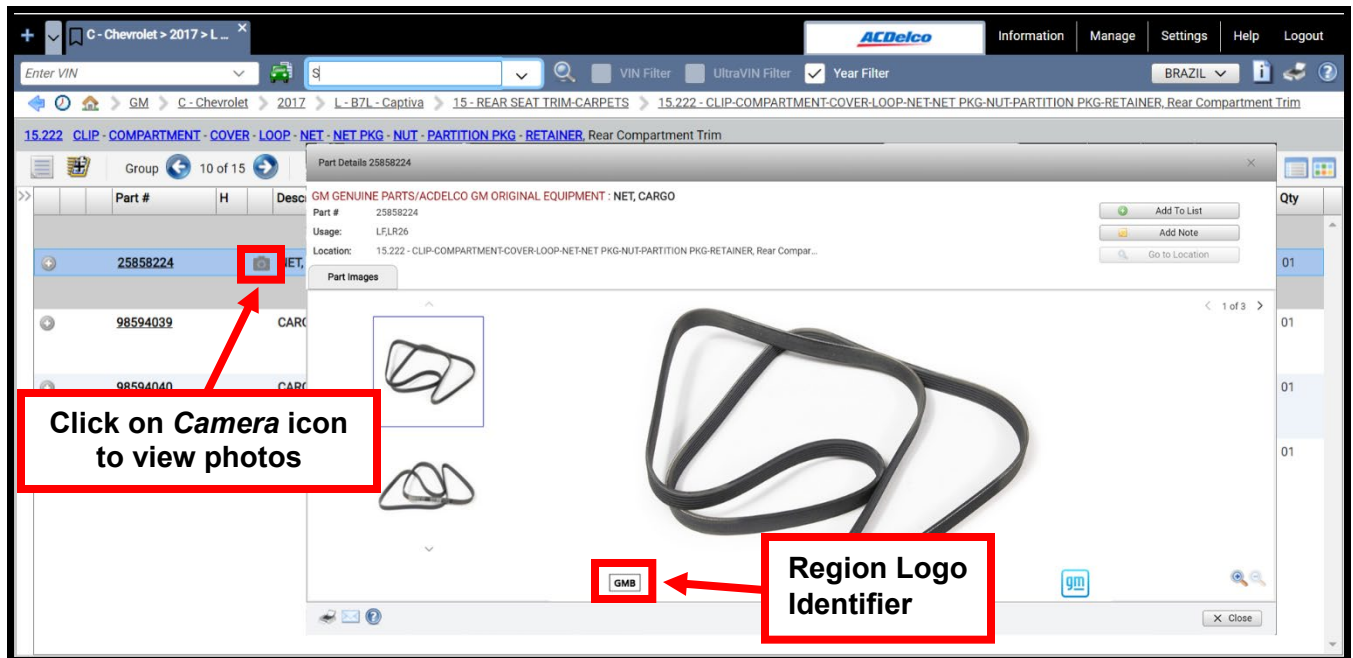 C - Chevrolet > 2017 > L ... ×
ACDelco
Information Manage Settings Help Logout
Enter VIN
S
VIN Filter UltraVIN Filter Year Filter
BRAZIL
GM > C - Chevrolet > 2017 > L - B7L - Captiva > 15 - REAR SEAT TRIM-CARPETS > 15.222 - CLIP-COMPARTMENT-COVER-LOOP-NET-NET PKG-NUT-PARTITION PKG-RETAINER, Rear Compartment Trim
15.222 CLIP - COMPARTMENT - COVER - LOOP - NET - NET PKG - NUT - PARTITION PKG - RETAINER, Rear Compartment Trim
Group 10 of 15
Part # H Descr Qty
25858224 NET, 01
98594039 CARG 01
98594040 CARG 01
01
Part Details 25858224
GM GENUINE PARTS/ACDELCO GM ORIGINAL EQUIPMENT : NET, CARGO
Part # 25858224
Usage: LF,LR26
Location: 15.222 - CLIP-COMPARTMENT-COVER-LOOP-NET-NET PKG-NUT-PARTITION PKG-RETAINER, Rear Compar...
Add To List
Add Note
Go to Location
Part Images
< 1 of 3 >
Click on Camera icon
to view photos
GMB
Region Logo
Identifier
gm
X Close